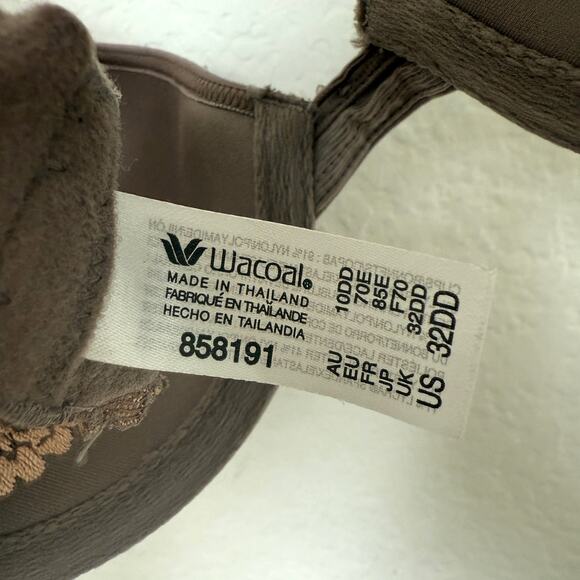 Wacoal®
MADE IN THAILAND
FABRIQUÉ EN THAÏLANDE
HECHO EN TAILANDIA
858191
AU 10DD
EU 70E
FR 85E
JP F70
UK 32DD
US 32DD